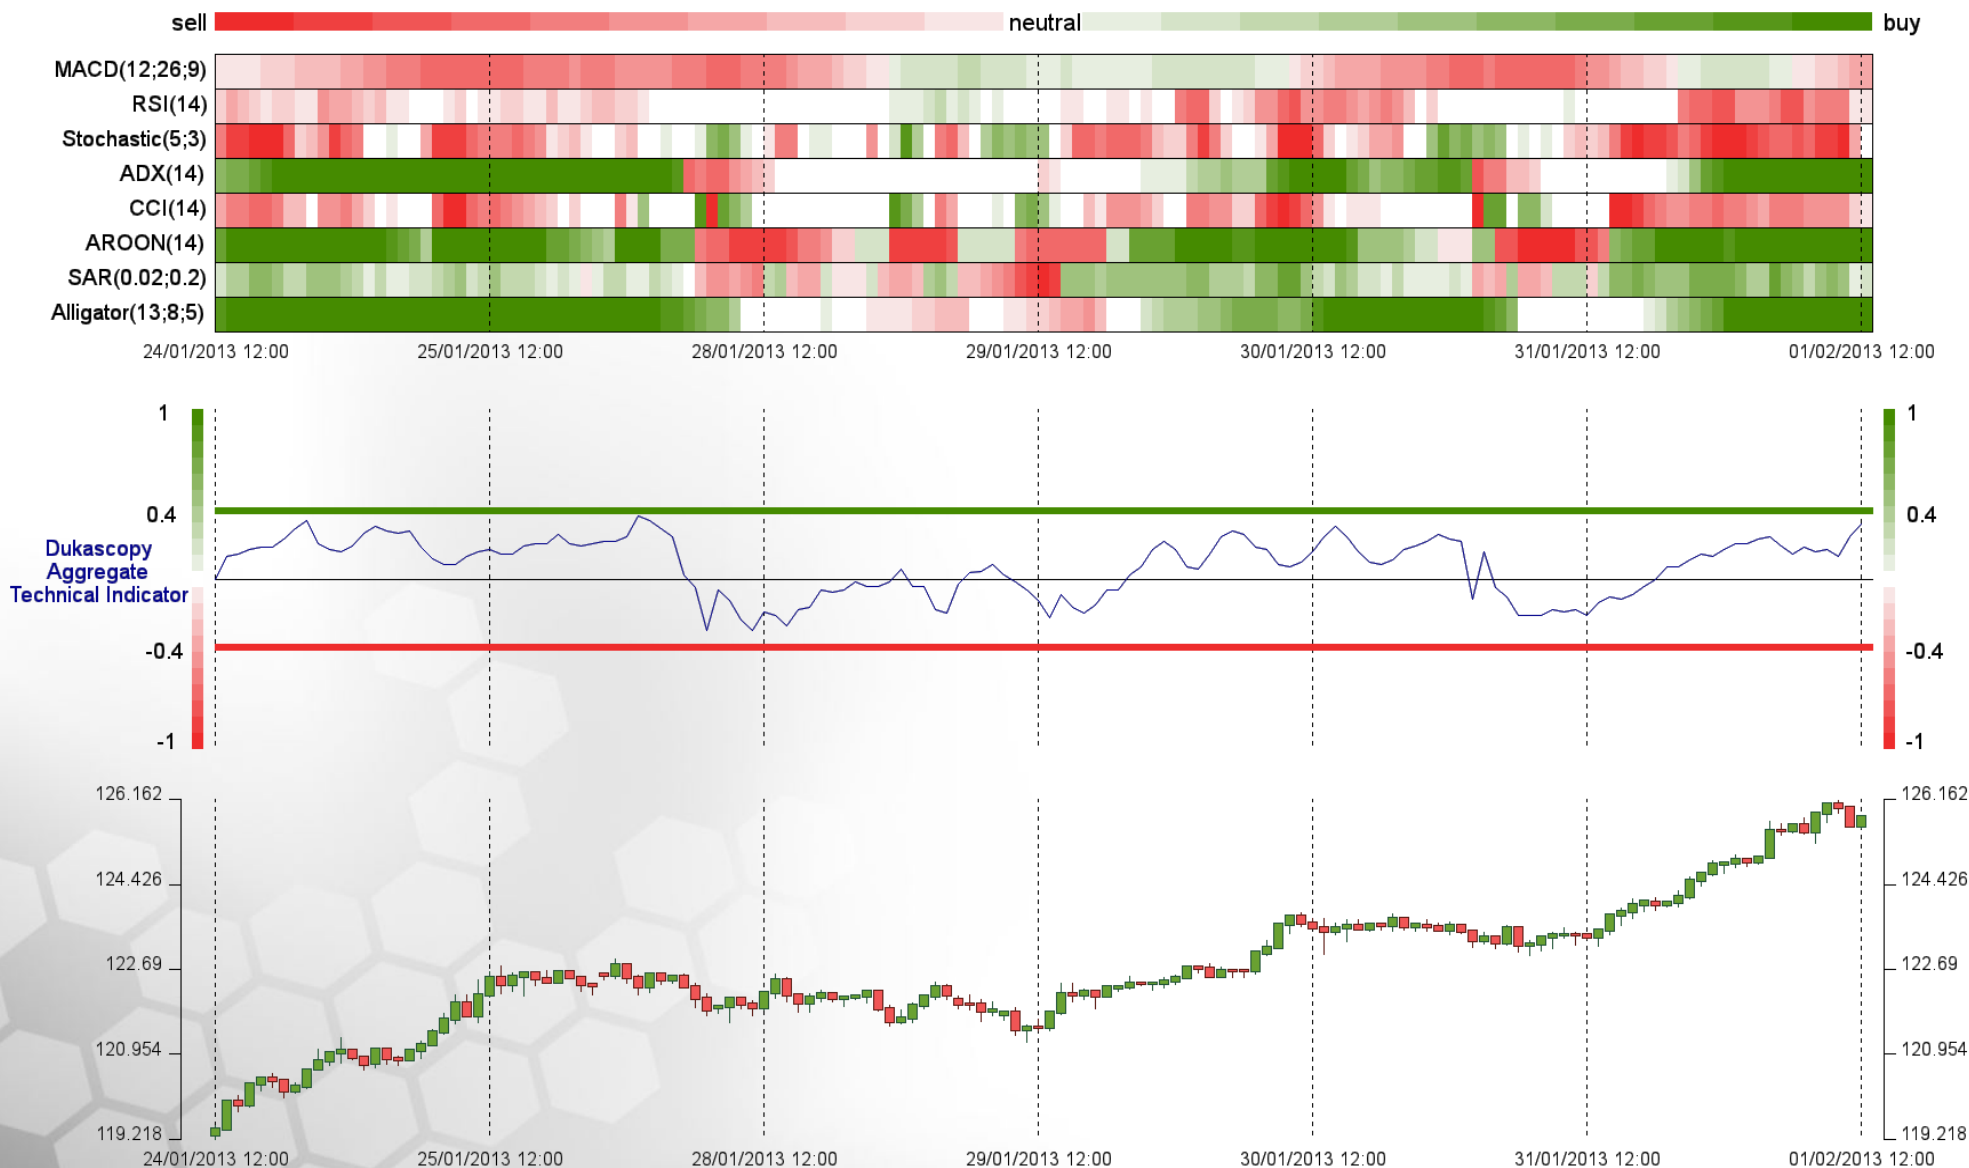 sell neutral buy
MACD(12;26;9)
RSI(14)
Stochastic(5;3)
ADX(14)
CCI(14)
AROON(14)
SAR(0.02;0.2)
Alligator(13;8;5)
24/01/2013 12:00 25/01/2013 12:00 28/01/2013 12:00 29/01/2013 12:00 30/01/2013 12:00 31/01/2013 12:00 01/02/2013 12:00
1 1
0.4 0.4
Dukascopy
Aggregate
Technical Indicator
-0.4 -0.4
-1 -1
126.162 126.162
124.426 124.426
122.69 122.69
120.954 120.954
119.218 119.218
24/01/2013 12:00 25/01/2013 12:00 28/01/2013 12:00 29/01/2013 12:00 30/01/2013 12:00 31/01/2013 12:00 01/02/2013 12:00